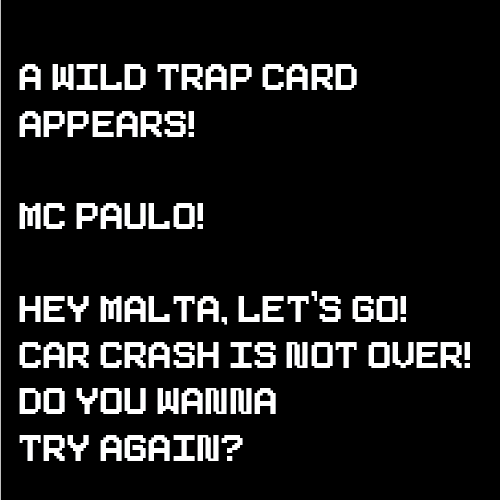 A WILD TRAP CARD
APPEARS!
MC PAULO!
HEY MALTA, LET'S GO!
CAR CRASH IS NOT OVER!
DO YOU WANNA
TRY AGAIN?